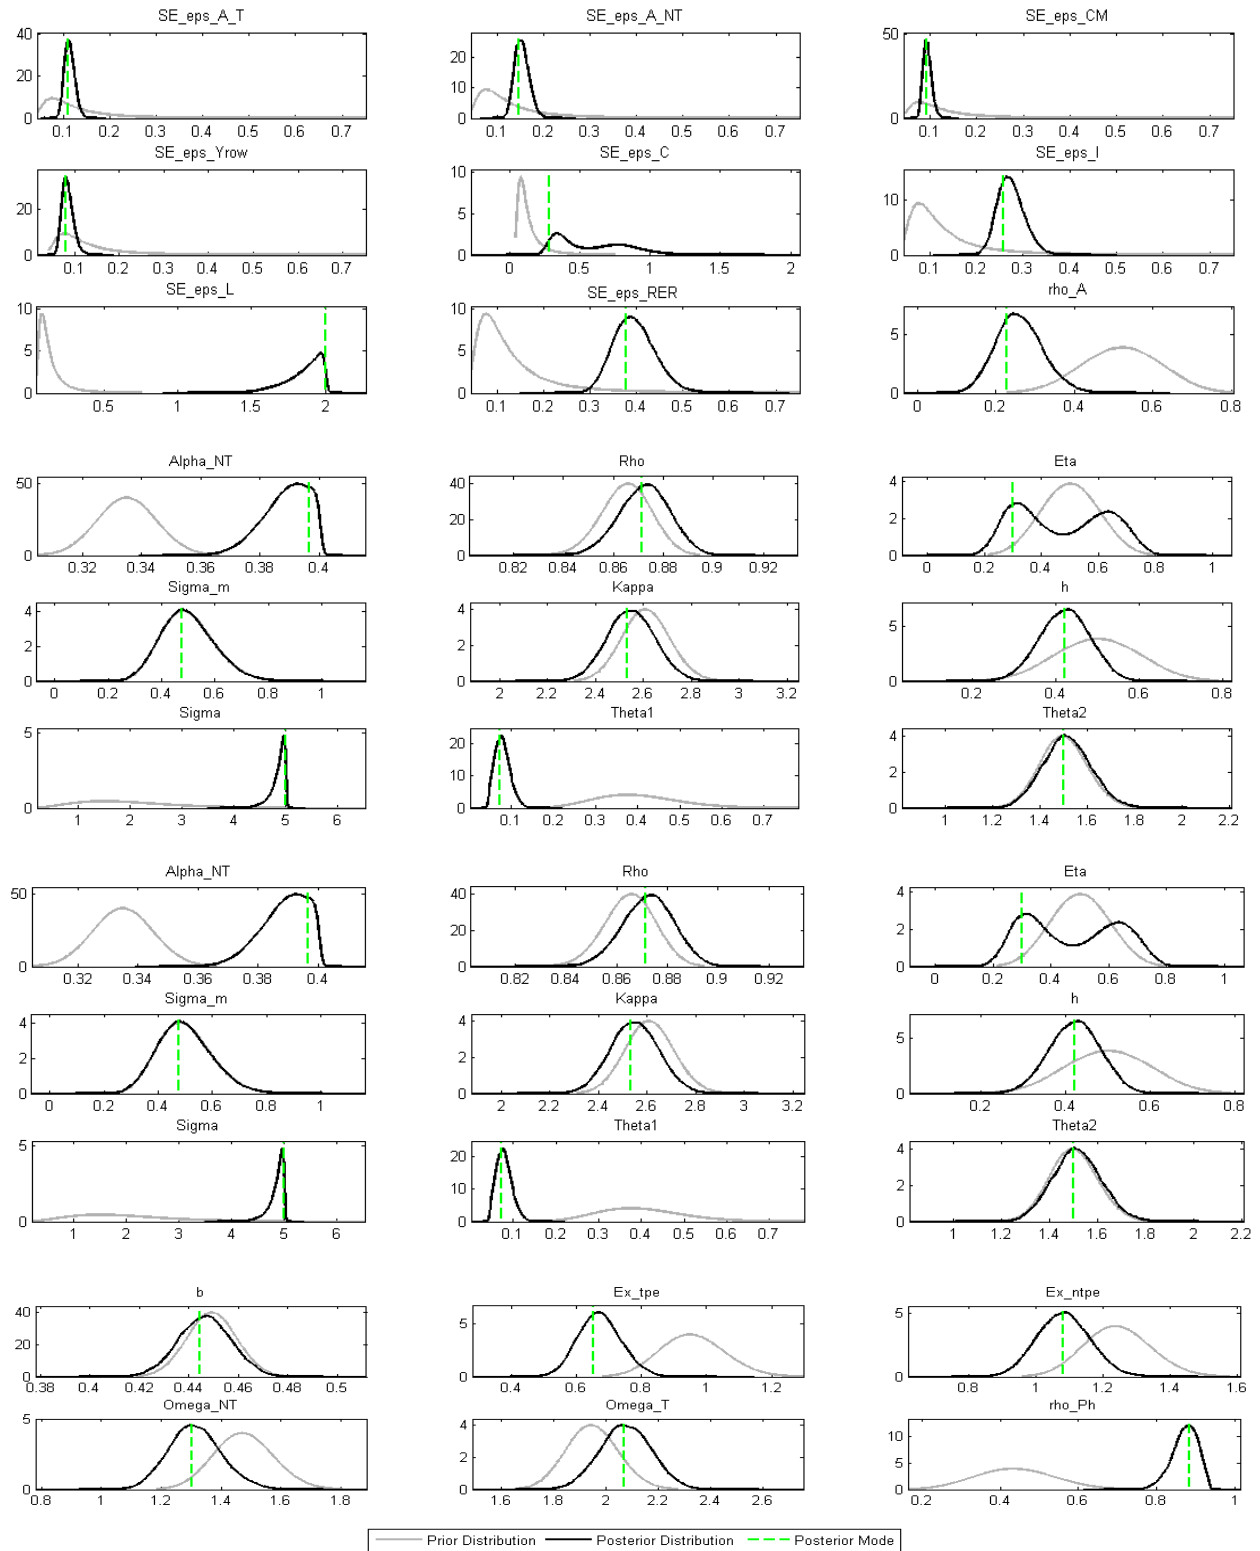 SE_eps_A_T SE_eps_A_NT SE_eps_CM
40 20 0 0.1 0.2 0.3 0.4 0.5 0.6 0.7
20 10 0 0.1 0.2 0.3 0.4 0.5 0.6 0.7
50 0 0.1 0.2 0.3 0.4 0.5 0.6 0.7
SE_eps_Yrow SE_eps_C SE_eps_I
20 0 0.1 0.2 0.3 0.4 0.5 0.6 0.7
10 5 0 0 0.5 1 1.5 2
10 5 0 0.1 0.2 0.3 0.4 0.5 0.6 0.7
SE_eps_L SE_eps_RER rho_A
10 5 0 0.5 1 1.5 2
10 5 0 0.1 0.2 0.3 0.4 0.5 0.6 0.7
5 0 0 0.2 0.4 0.6 0.8
Alpha_NT Rho Eta
50 0 0.32 0.34 0.36 0.38 0.4
40 20 0 0.82 0.84 0.86 0.88 0.9 0.92
4 2 0 0 0.2 0.4 0.6 0.8 1
Sigma_m Kappa h
4 2 0 0 0.2 0.4 0.6 0.8 1
4 2 0 2 2.2 2.4 2.6 2.8 3 3.2
5 0 0.2 0.4 0.6 0.8
Sigma Theta1 Theta2
5 0 1 2 3 4 5 6
20 10 0 0.1 0.2 0.3 0.4 0.5 0.6 0.7
4 2 0 1 1.2 1.4 1.6 1.8 2 2.2
Alpha_NT Rho Eta
50 0 0.32 0.34 0.36 0.38 0.4
40 20 0 0.82 0.84 0.86 0.88 0.9 0.92
4 2 0 0 0.2 0.4 0.6 0.8 1
Sigma_m Kappa h
4 2 0 0 0.2 0.4 0.6 0.8 1
4 2 0 2 2.2 2.4 2.6 2.8 3 3.2
5 0 0.2 0.4 0.6 0.8
Sigma Theta1 Theta2
5 0 1 2 3 4 5 6
20 10 0 0.1 0.2 0.3 0.4 0.5 0.6 0.7
4 2 0 1 1.2 1.4 1.6 1.8 2 2.2
b Ex_tpe Ex_ntpe
40 20 0 0.38 0.4 0.42 0.44 0.46 0.48 0.5
5 0 0.4 0.6 0.8 1 1.2
5 0 0.8 1 1.2 1.4 1.6
Omega_NT Omega_T rho_Ph
5 0 0.8 1 1.2 1.4 1.6 1.8
4 2 0 1.6 1.8 2 2.2 2.4 2.6
10 5 0 0.2 0.4 0.6 0.8 1
Prior Distribution Posterior Distribution Posterior Mode